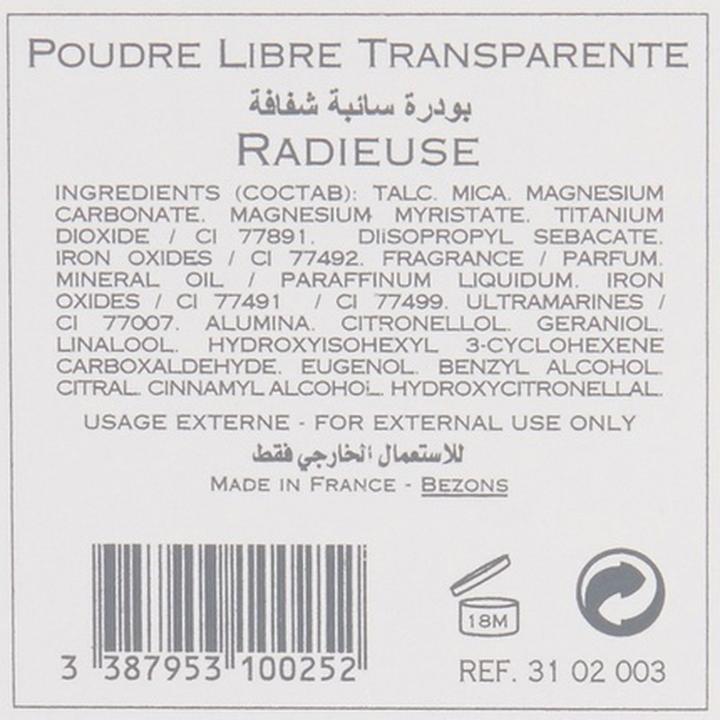 POUDRE LIBRE TRANSPARENTE
بودرة سائبة شفافة
RADIEUSE
INGREDIENTS (COCTAB): TALC. MICA. MAGNESIUM
CARBONATE. MAGNESIUM MYRISTATE. TITANIUM
DIOXIDE / CI 77891. DIISOPROPYL SEBACATE.
IRON OXIDES / CI 77492. FRAGRANCE / PARFUM.
MINERAL OIL / PARAFFINUM LIQUIDUM. IRON
OXIDES / CI 77491 / CI 77499. ULTRAMARINES /
CI 77007. ALUMINA. CITRONELLOL. GERANIOL.
LINALOOL. HYDROXYISOHEXYL 3-CYCLOHEXENE
CARBOXALDEHYDE. EUGENOL. BENZYL ALCOHOL.
CITRAL. CINNAMYL ALCOHOL. HYDROXYCITRONELLAL.
USAGE EXTERNE - FOR EXTERNAL USE ONLY
للاستعمال الخارجي فقط
MADE IN FRANCE - BEZONS
18M
3 387953 100252
REF. 31 02 003